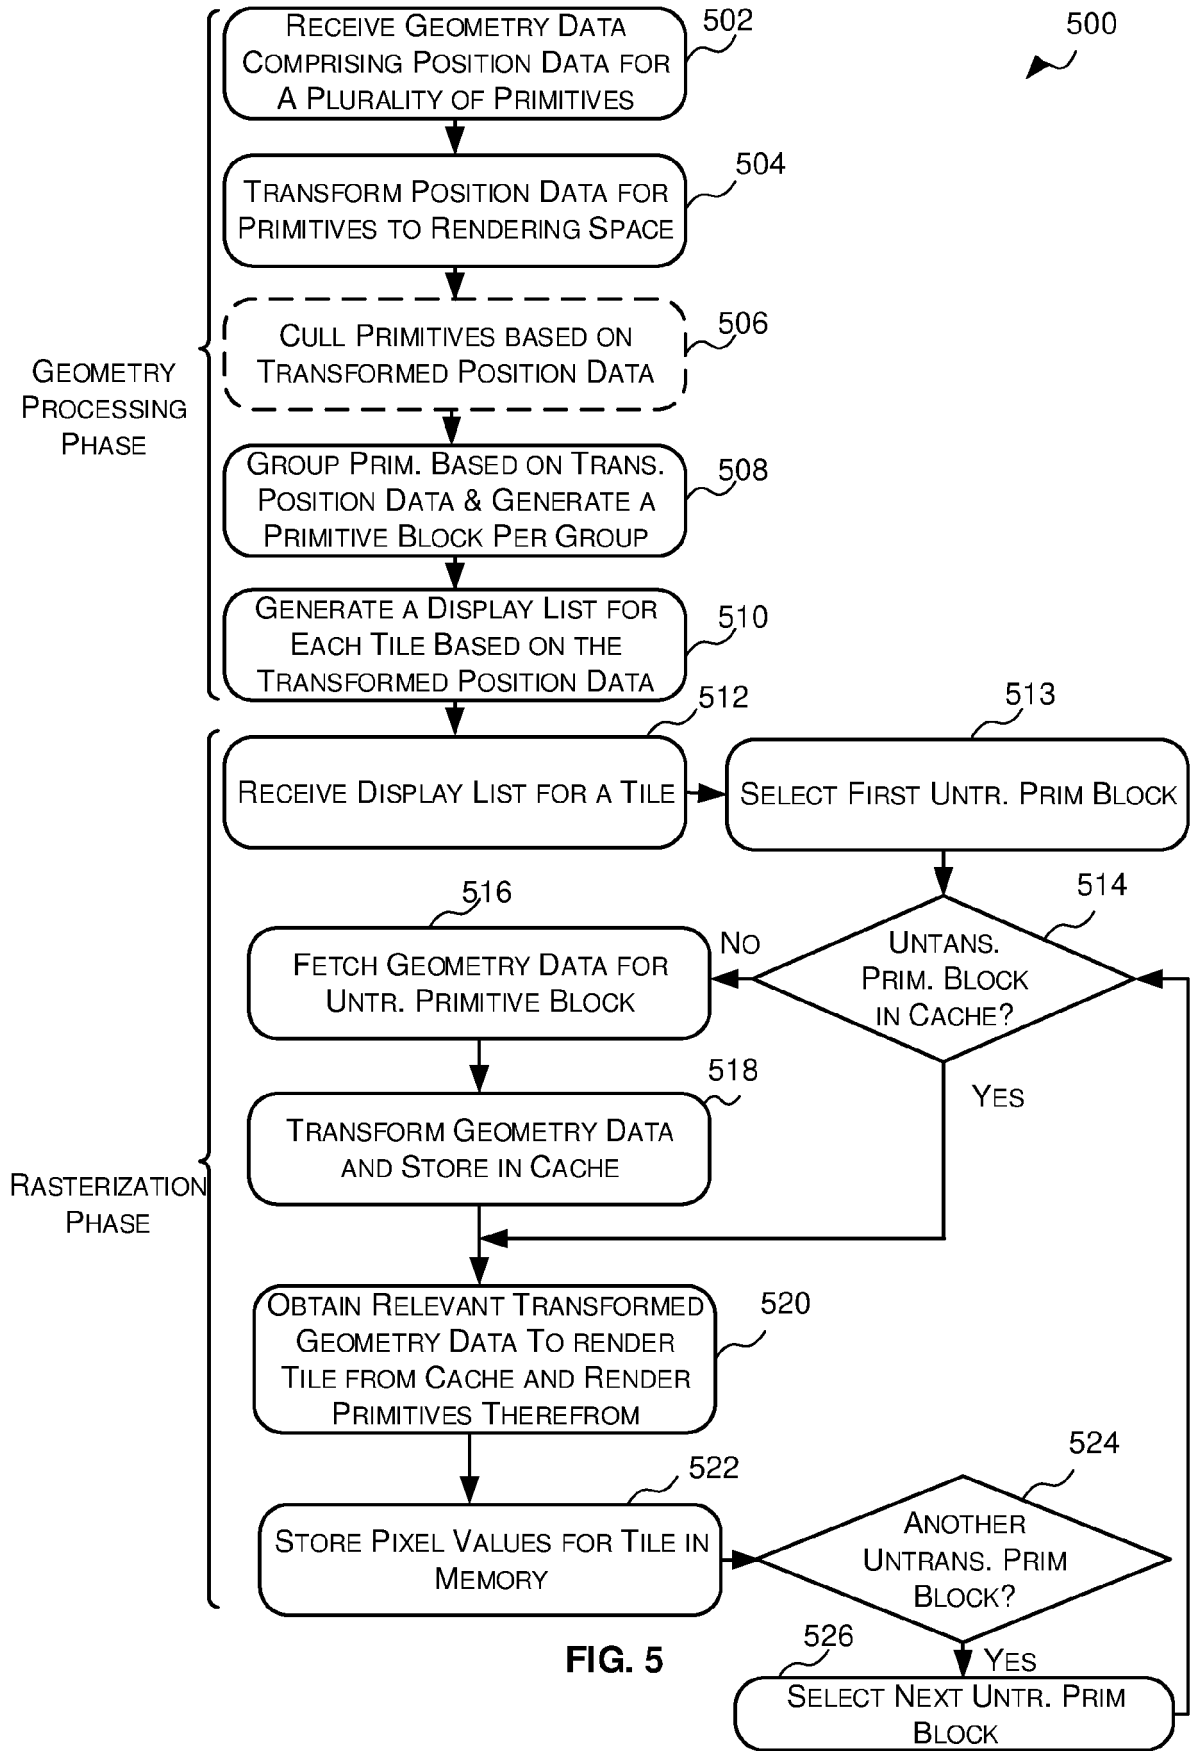 500
502
RECEIVE GEOMETRY DATA
COMPRISING POSITION DATA FOR
A PLURALITY OF PRIMITIVES
504
TRANSFORM POSITION DATA FOR
PRIMITIVES TO RENDERING SPACE
506
CULL PRIMITIVES BASED ON
TRANSFORMED POSITION DATA
GEOMETRY
PROCESSING
PHASE
508
GROUP PRIM. BASED ON TRANS.
POSITION DATA & GENERATE A
PRIMITIVE BLOCK PER GROUP
510
GENERATE A DISPLAY LIST FOR
EACH TILE BASED ON THE
TRANSFORMED POSITION DATA
512
RECEIVE DISPLAY LIST FOR A TILE
513
SELECT FIRST UNTR. PRIM BLOCK
514
UNTANS.
PRIM. BLOCK
IN CACHE?
NO
YES
516
FETCH GEOMETRY DATA FOR
UNTR. PRIMITIVE BLOCK
518
TRANSFORM GEOMETRY DATA
AND STORE IN CACHE
RASTERIZATION
PHASE
520
OBTAIN RELEVANT TRANSFORMED
GEOMETRY DATA TO RENDER
TILE FROM CACHE AND RENDER
PRIMITIVES THEREFROM
522
STORE PIXEL VALUES FOR TILE IN
MEMORY
524
ANOTHER
UNTRANS. PRIM
BLOCK?
YES
526
SELECT NEXT UNTR. PRIM
BLOCK
FIG. 5